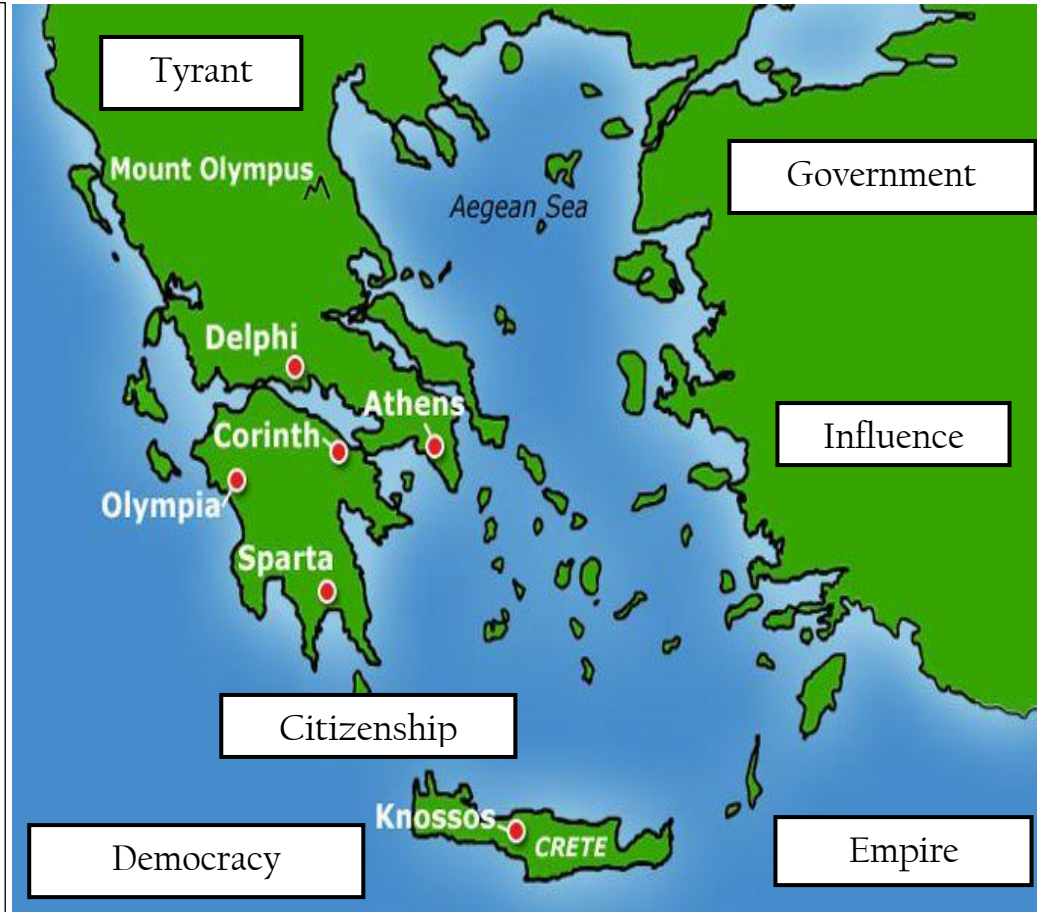 Tyrant
Mount Olympus
Government
Aegean Sea
Delphi
Athens
Corinth
Influence
Olympia
Sparta
Citizenship
Knossos
CRETE
Democracy
Empire